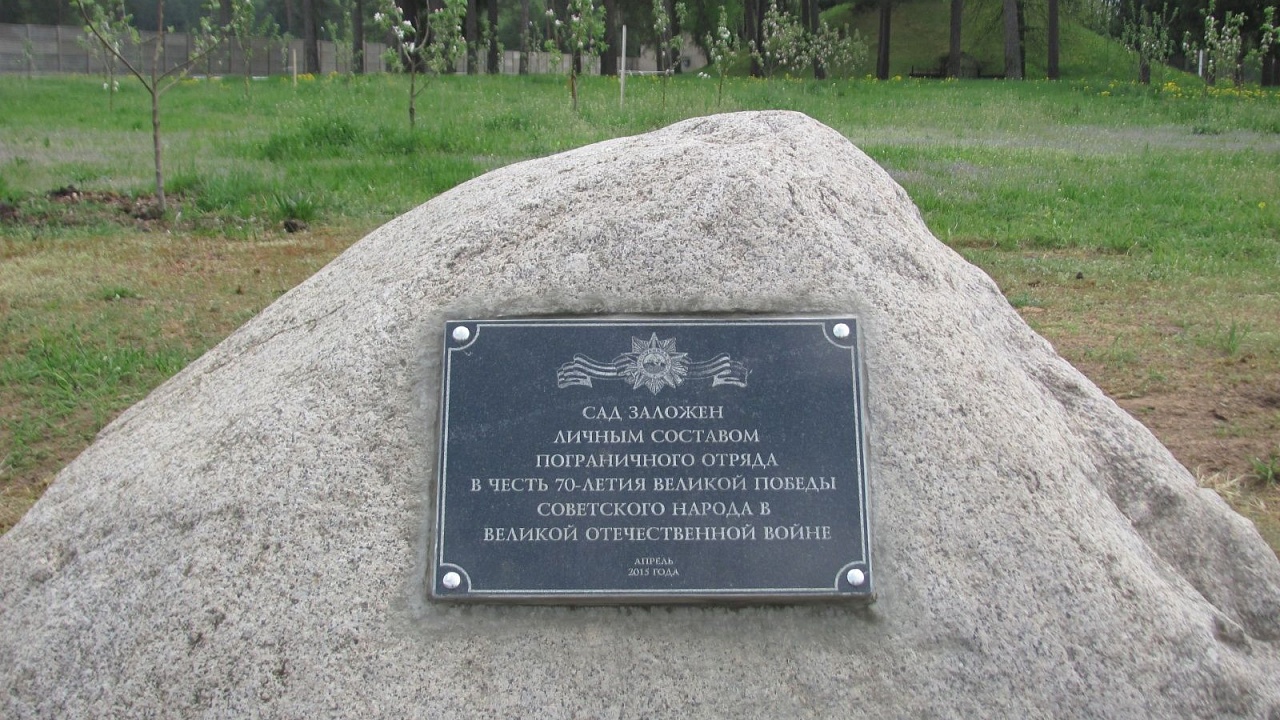 САД ЗАЛОЖЕН
ЛИЧНЫМ СОСТАВОМ
ПОГРАНИЧНОГО ОТРЯДА
В ЧЕСТЬ 70-ЛЕТИЯ ВЕЛИКОЙ ПОБЕДЫ
СОВЕТСКОГО НАРОДА В
ВЕЛИКОЙ ОТЕЧЕСТВЕННОЙ ВОЙНЕ
АПРЕЛЬ
2015 ГОДА